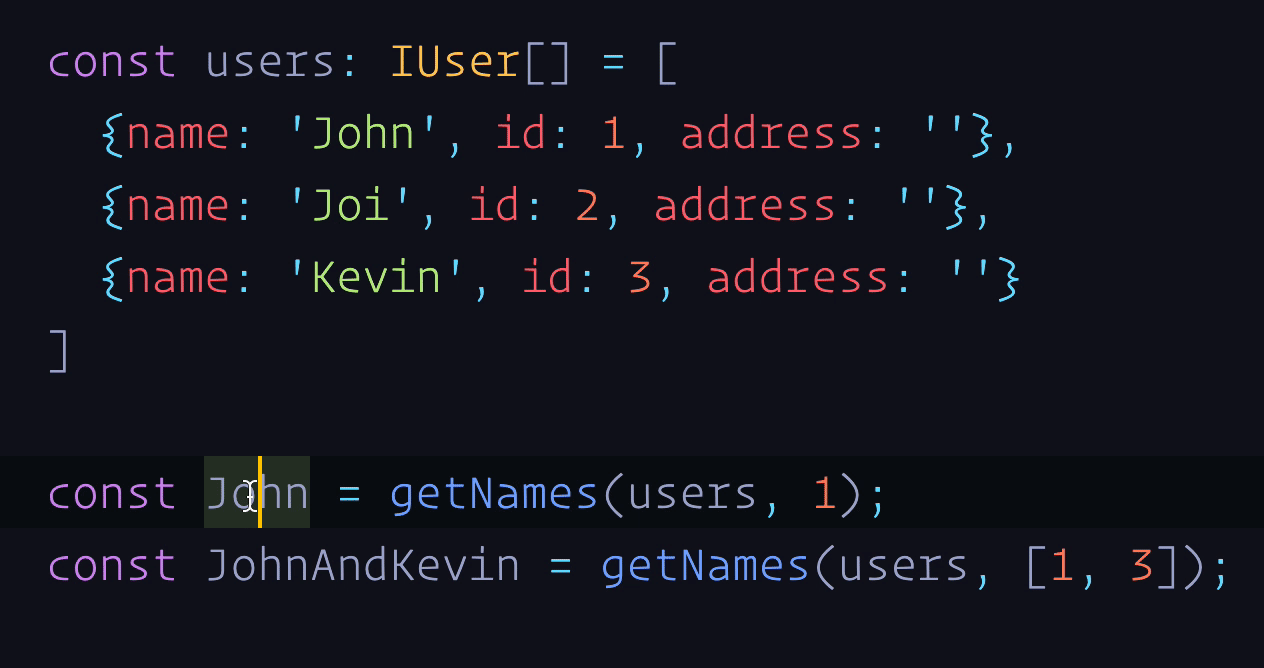 const users: IUser[] = [
  {name: 'John', id: 1, address: ''},
  {name: 'Joi', id: 2, address: ''},
  {name: 'Kevin', id: 3, address: ''}
]
const John = getNames(users, 1);
const JohnAndKevin = getNames(users, [1, 3]);